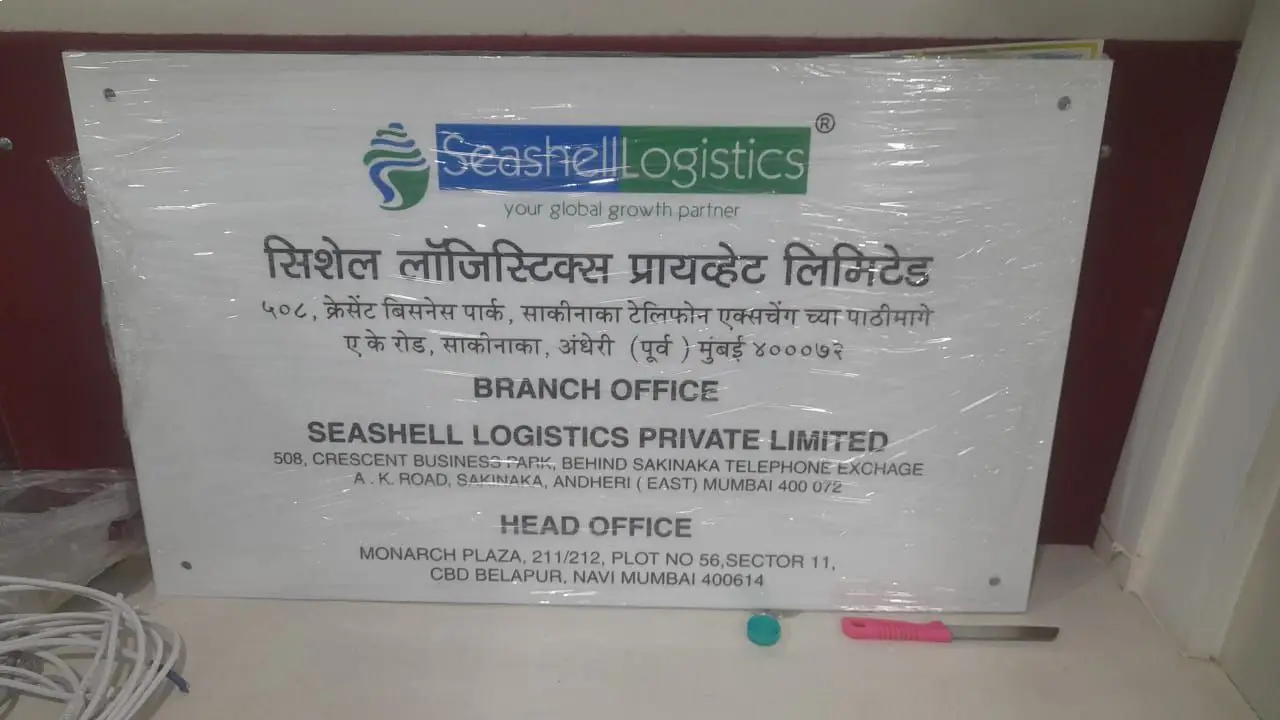 SeashellLogistics ®
your global growth partner
सिशेल लॉजिस्टिक्स प्रायव्हेट लिमिटेड
५०८, क्रेसेंट बिसनेस पार्क, साकीनाका टेलिफोन एक्सचेंग च्या पाठीमागे
ए के रोड, साकीनाका, अंधेरी (पूर्व ) मुंबई ४०००७२
BRANCH OFFICE
SEASHELL LOGISTICS PRIVATE LIMITED
508, CRESCENT BUSINESS PARK, BEHIND SAKINAKA TELEPHONE EXCHAGE
A . K. ROAD, SAKINAKA, ANDHERI ( EAST) MUMBAI 400 072
HEAD OFFICE
MONARCH PLAZA, 211/212, PLOT NO 56,SECTOR 11,
CBD BELAPUR, NAVI MUMBAI 400614